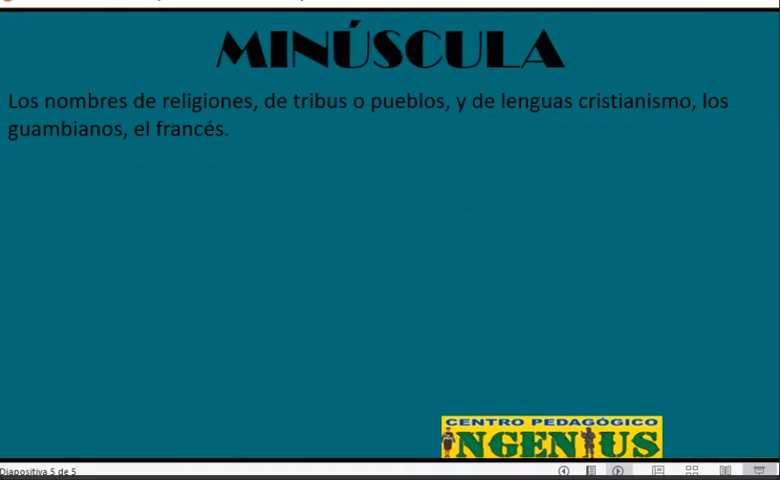 MINÚSCULA
Los nombres de religiones, de tribus o pueblos, y de lenguas cristianismo, los
guambianos, el francés.
CENTRO PEDAGÓGICO
INGENIUS
Diapositiva 5 de 5